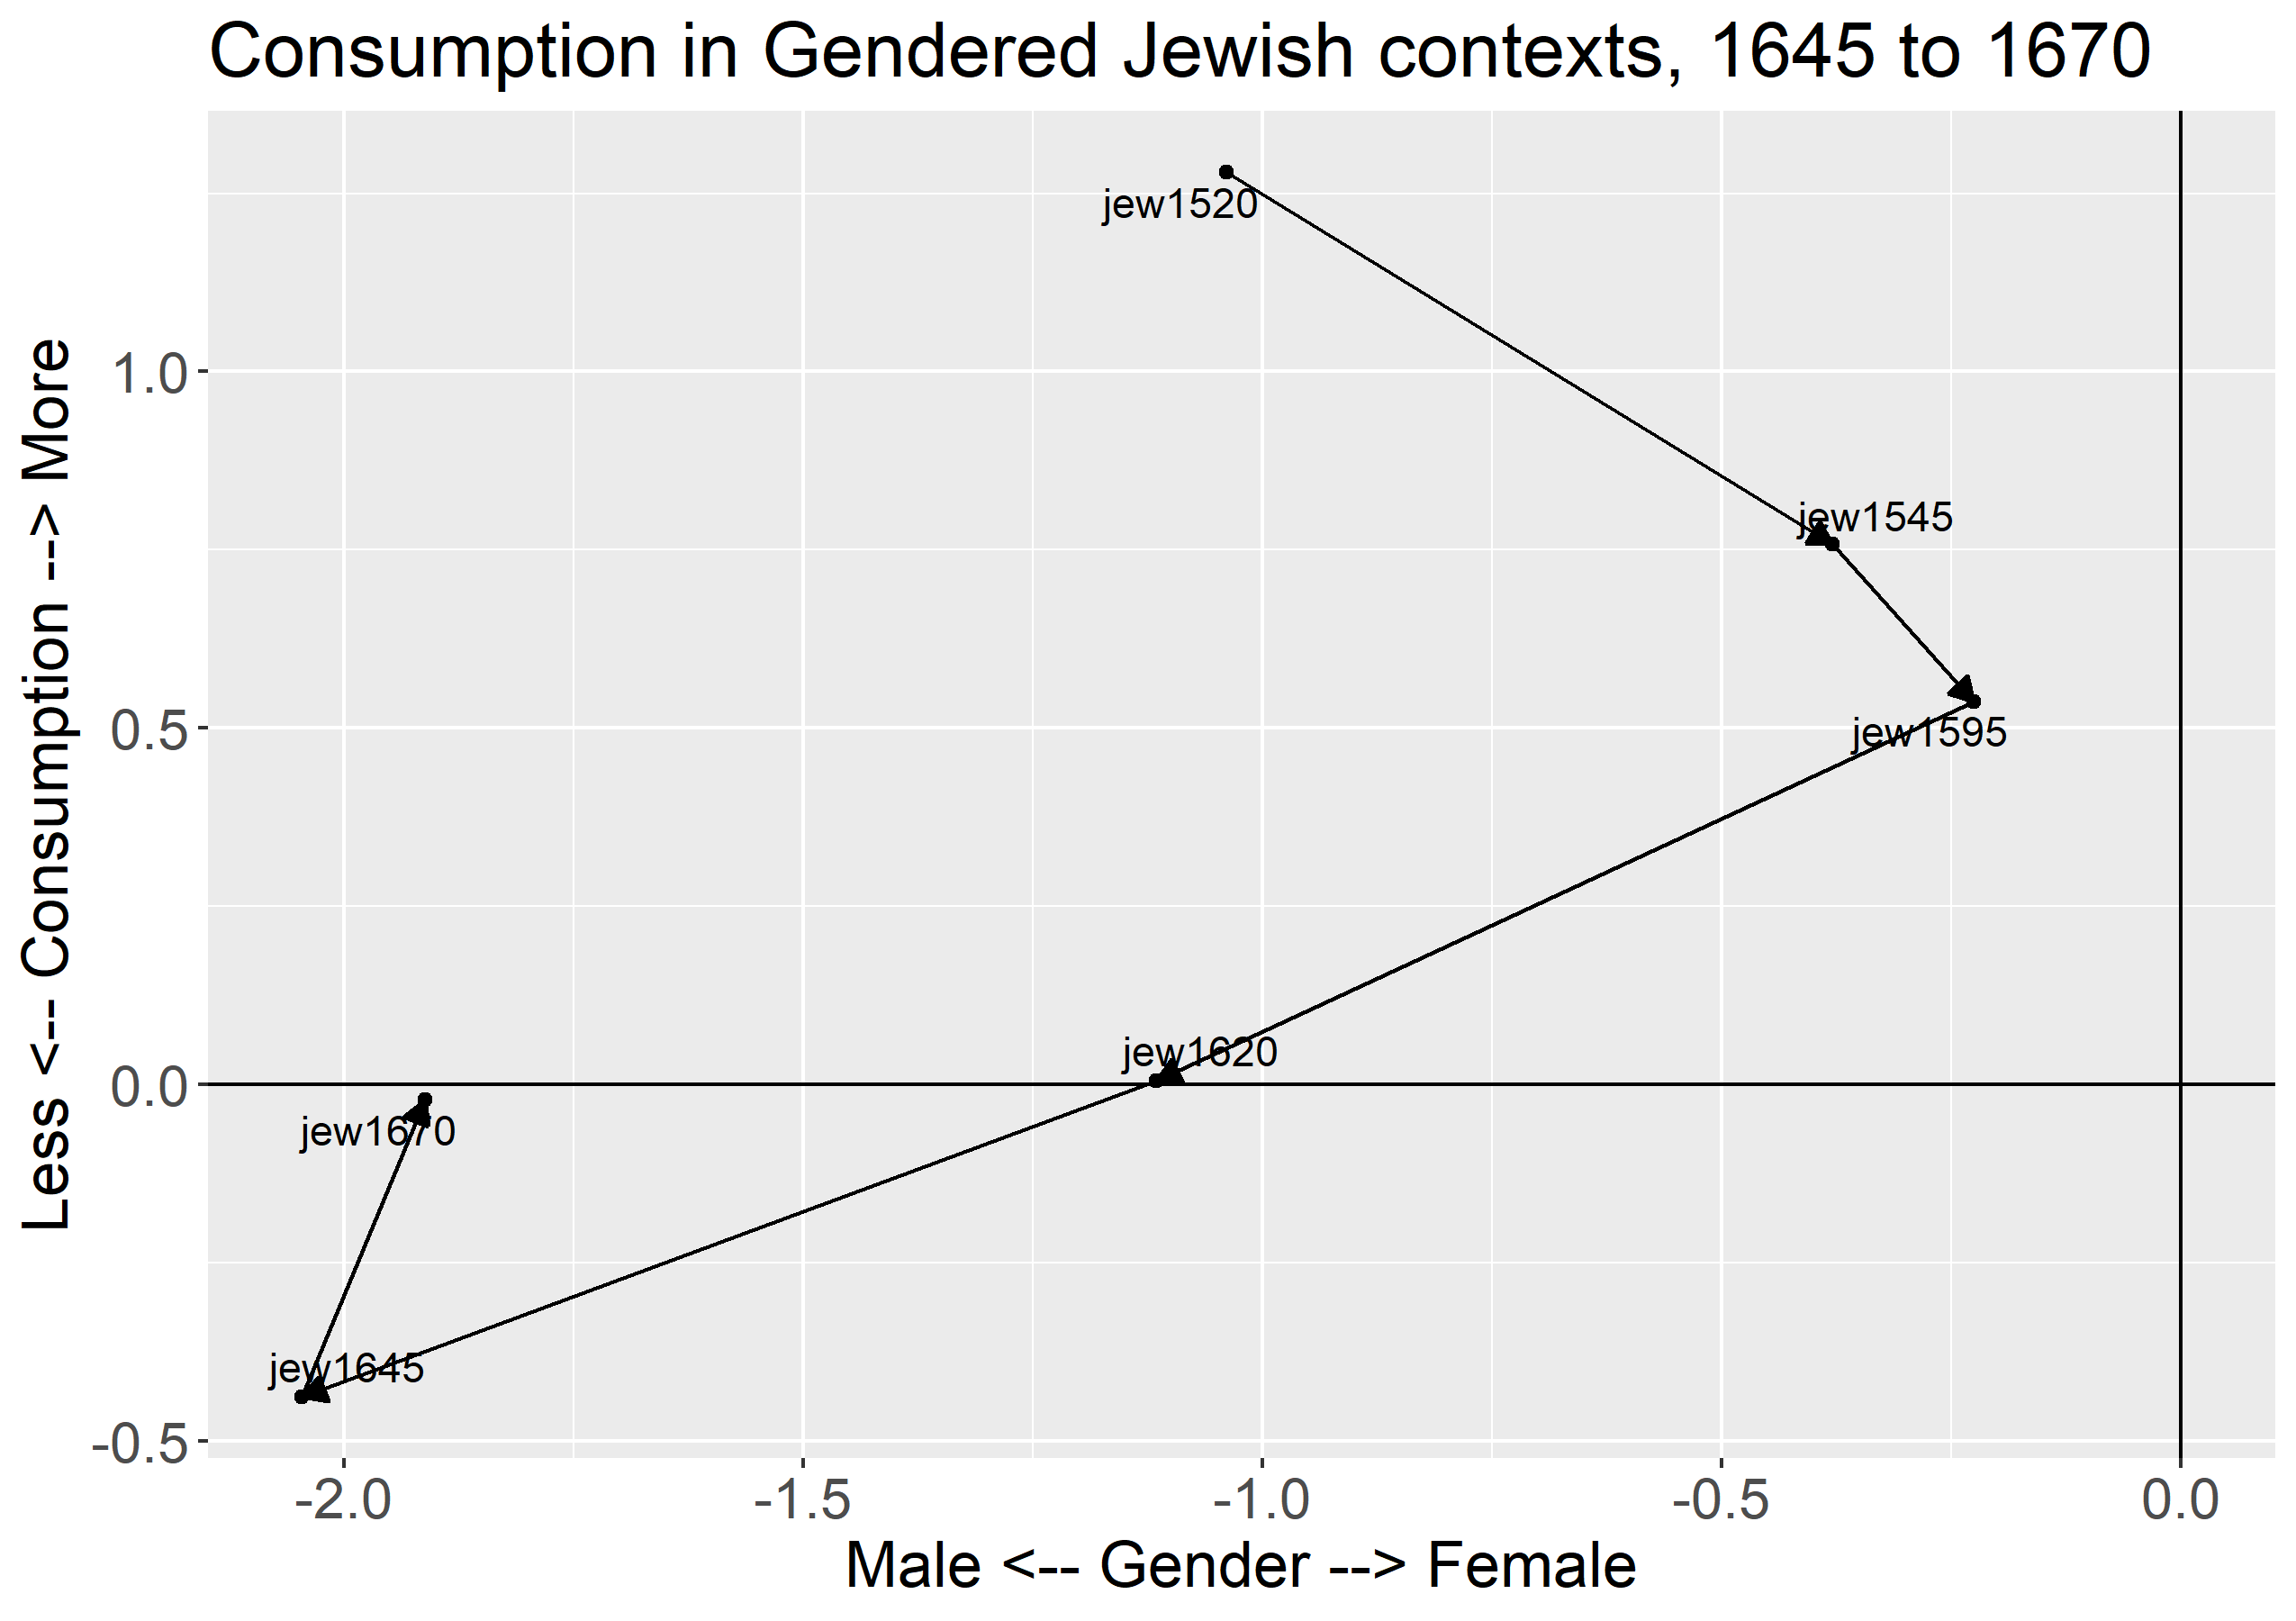 Consumption in Gendered Jewish contexts, 1645 to 1670
Less <-- Consumption --> More
1.0
0.5
0.0
-0.5
jew1520
jew1545
jew1595
jew1620
jew1670
jew1645
-2.0 -1.5 -1.0 -0.5 0.0
Male <-- Gender --> Female